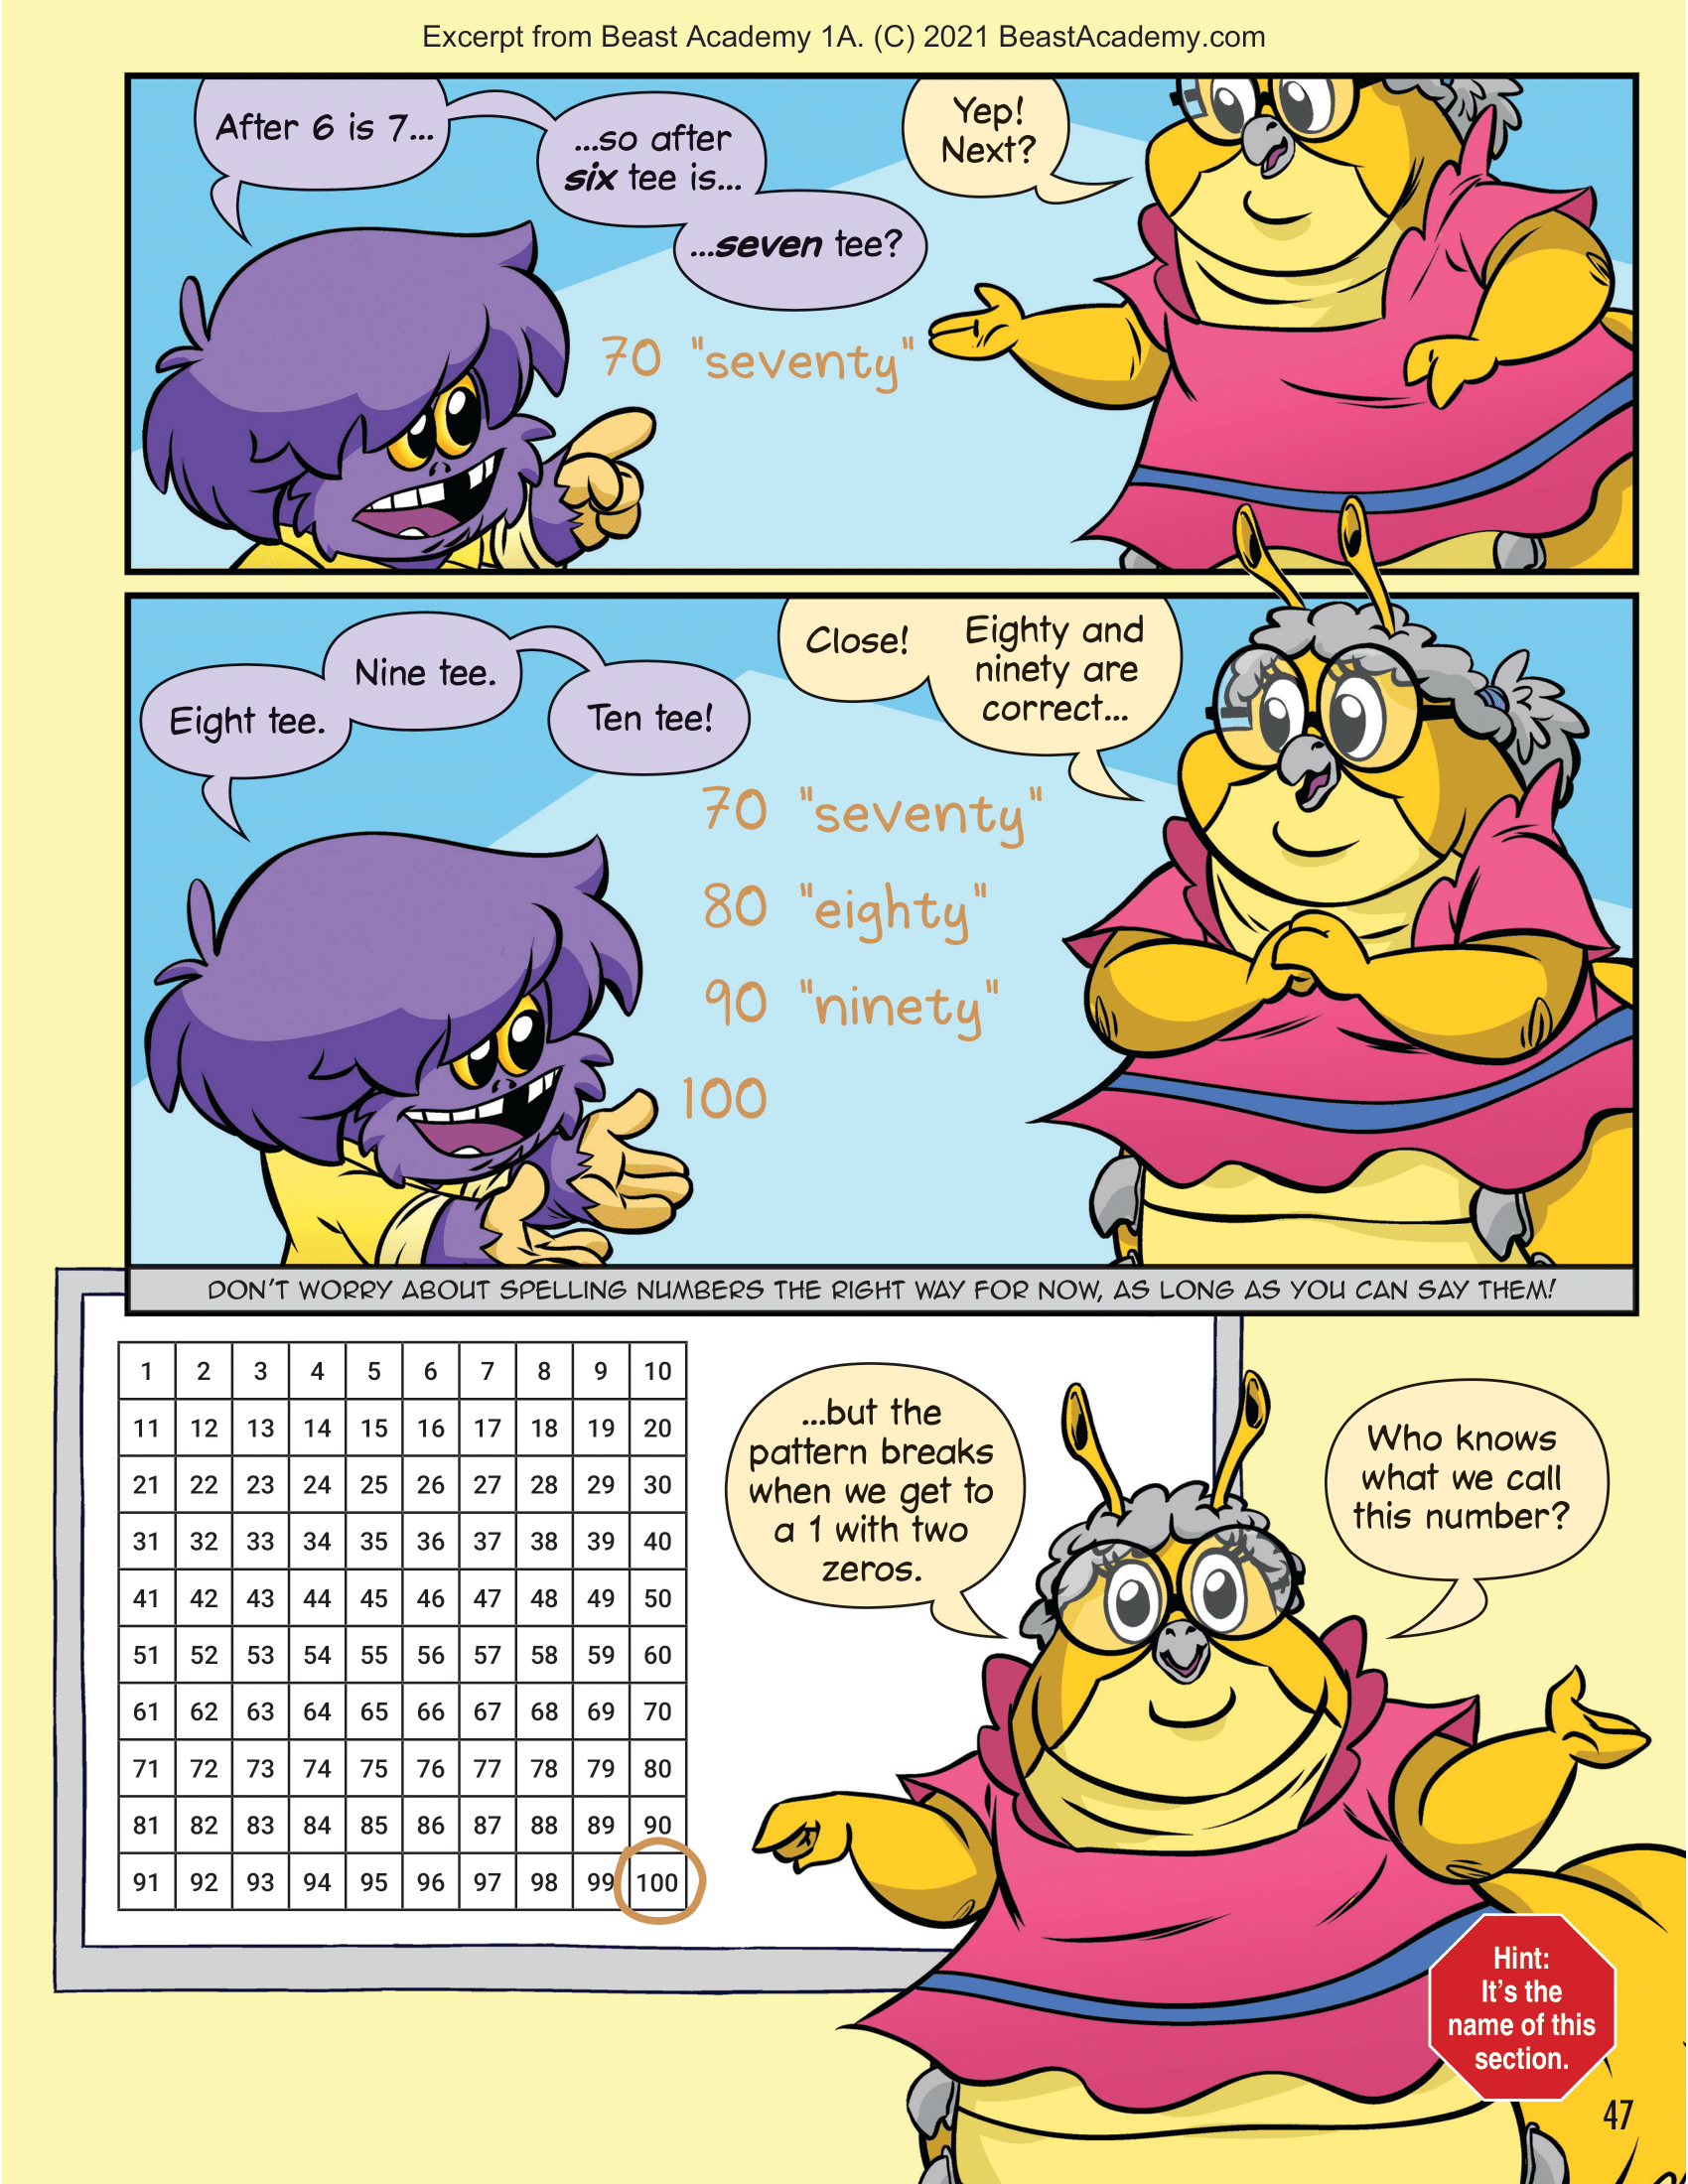 Excerpt from Beast Academy 1A. (C) 2021 BeastAcademy.com
After 6 is 7...
...so after
six tee is...
...seven tee?
Yep!
Next?
70 "seventy"
Eight tee.
Nine tee.
Ten tee!
Close!
Eighty and
ninety are
correct...
70 "seventy"
80 "eighty"
90 "ninety"
100
DON'T WORRY ABOUT SPELLING NUMBERS THE RIGHT WAY FOR NOW, AS LONG AS YOU CAN SAY THEM!
1 2 3 4 5 6 7 8 9 10
11 12 13 14 15 16 17 18 19 20
21 22 23 24 25 26 27 28 29 30
31 32 33 34 35 36 37 38 39 40
41 42 43 44 45 46 47 48 49 50
51 52 53 54 55 56 57 58 59 60
61 62 63 64 65 66 67 68 69 70
71 72 73 74 75 76 77 78 79 80
81 82 83 84 85 86 87 88 89 90
91 92 93 94 95 96 97 98 99 100
...but the
pattern breaks
when we get to
a 1 with two
zeros.
Who knows
what we call
this number?
Hint:
It's the
name of this
section.
47